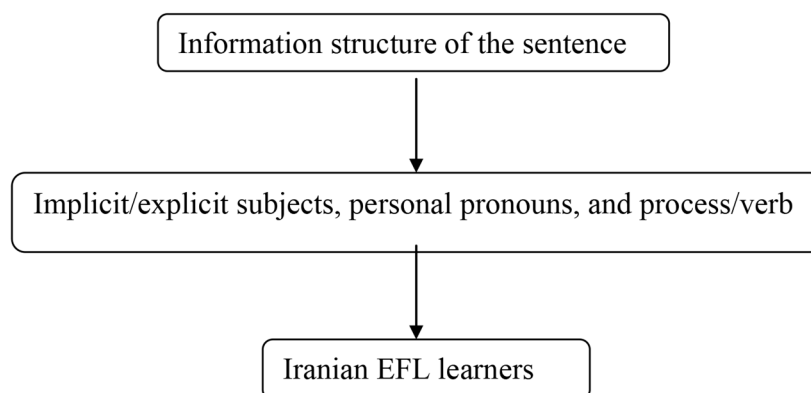 Information structure of the sentence
Implicit/explicit subjects, personal pronouns, and process/verb
Iranian EFL learners